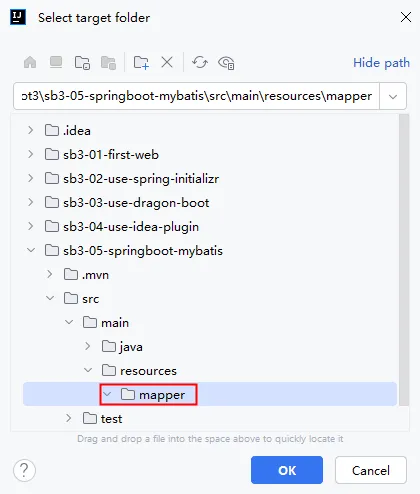 Select target folder
Hide path
ot3\sb3-05-springboot-mybatis\src\main\resources\mapper
.idea
sb3-01-first-web
sb3-02-use-spring-initializr
sb3-03-use-dragon-boot
sb3-04-use-idea-plugin
sb3-05-springboot-mybatis
.mvn
src
main
java
resources
mapper
test
Drag and drop a file into the space above to quickly locate it
? OK Cancel